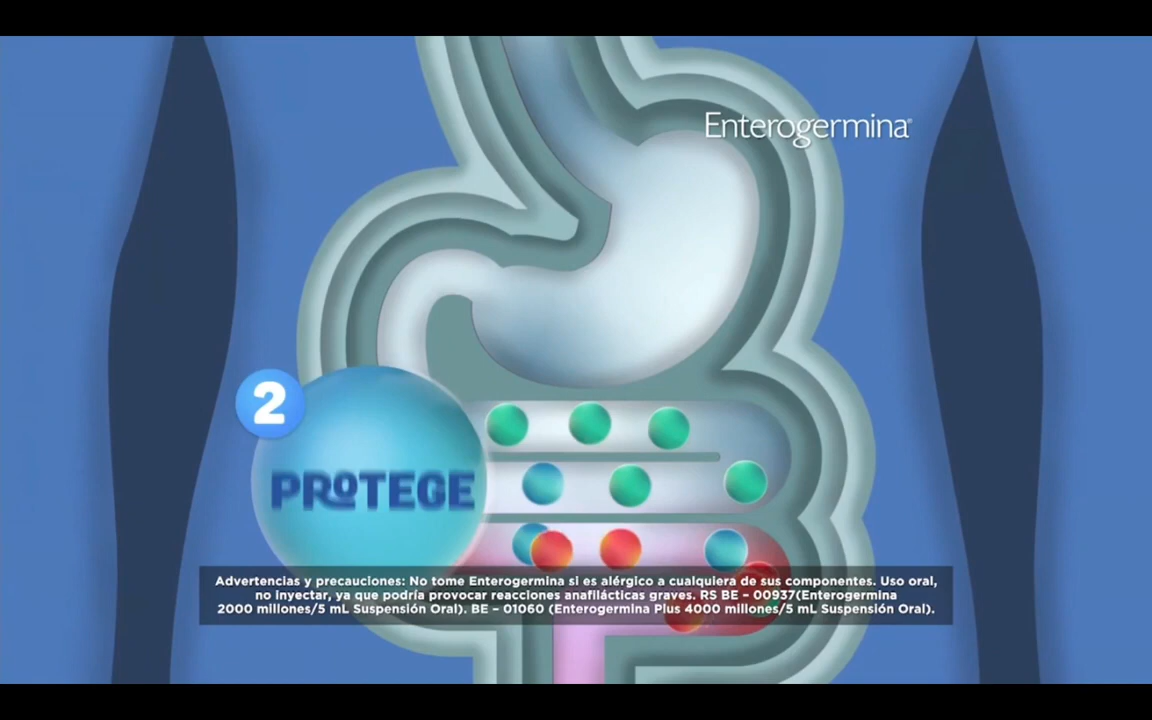 Enterogermina®
2
PROTEGE
Advertencias y precauciones: No tome Enterogermina si es alérgico a cualquiera de sus componentes. Uso oral,
no inyectar, ya que podría provocar reacciones anafilácticas graves. RS BE – 00937(Enterogermina
2000 millones/5 mL Suspensión Oral). BE – 01060 (Enterogermina Plus 4000 millones/5 mL Suspensión Oral).